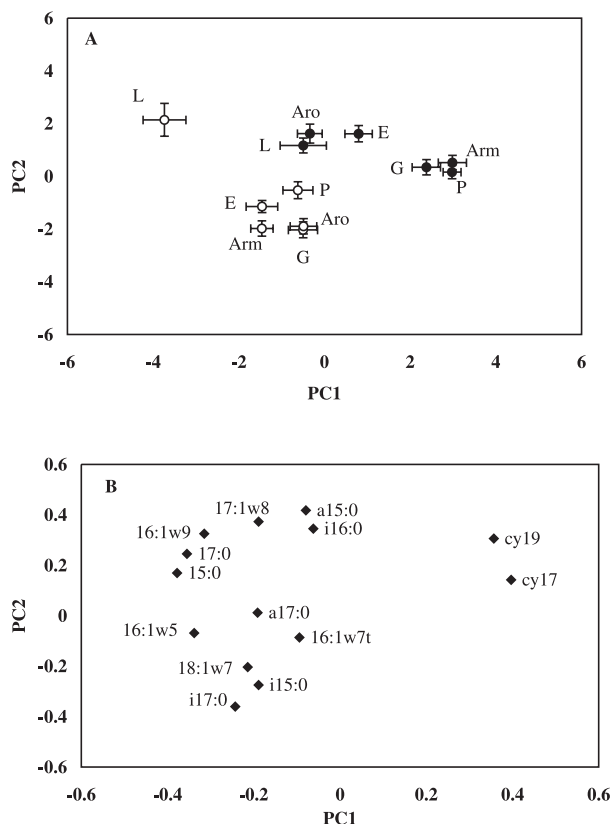 6
A
4
L
Aro
2
E
L
Arm
PC2
0
G
P
P
E
-2
Aro
Arm
G
-4
-6
-6 -4 -2 0 2 4 6
PC1
0.6
B
17:1w8
a15:0
0.4
16:1w9
i16:0
cy19
17:0
0.2
15:0
cy17
PC2
0
16:1w5
a17:0
16:1w7t
-0.2
18:1w7
i15:0
i17:0
-0.4
-0.6
-0.6 -0.4 -0.2 0 0.2 0.4 0.6
PC1